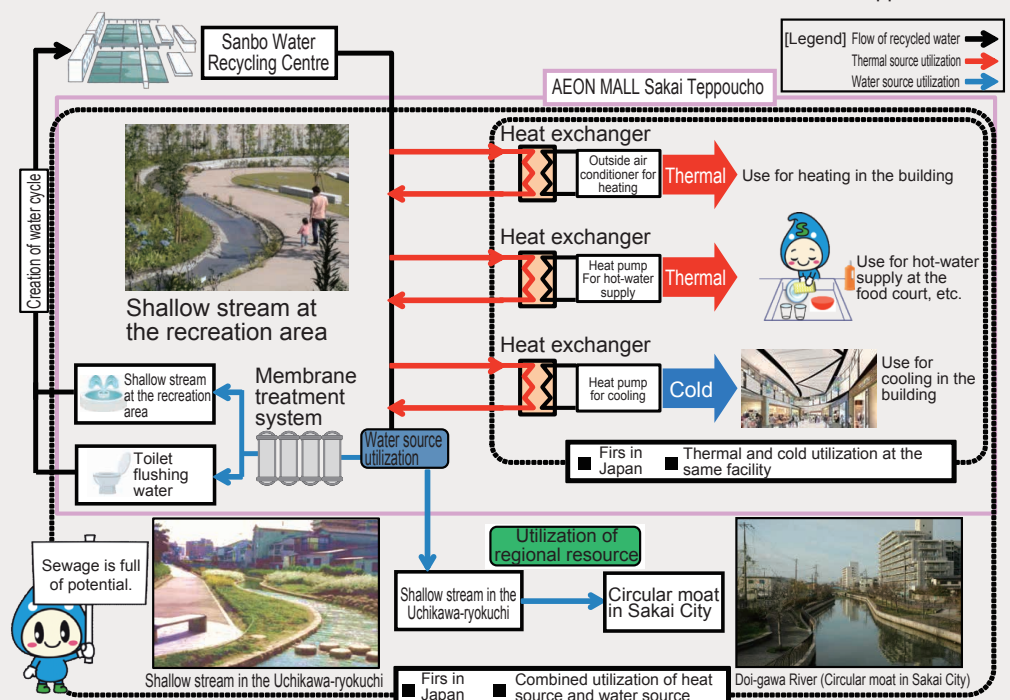 Sanbo Water
Recycling Centre
[Legend] Flow of recycled water
Thermal source utilization
Water source utilization
AEON MALL Sakai Teppoucho
Creation of water cycle
Shallow stream at
the recreation area
Heat exchanger
Outside air
conditioner for
heating
Thermal
Use for heating in the building
Heat exchanger
Heat pump
For hot-water
supply
Thermal
S
Use for hot-water
supply at the
food court, etc.
Heat exchanger
Heat pump
for cooling
Cold
Use for
cooling in the
building
Firs in
Japan
Thermal and cold utilization at the
same facility
Shallow stream
at the recreation
area
Toilet
flushing
water
Membrane
treatment
system
Water source
utilization
Utilization of
regional resource
Shallow stream in the
Uchikawa-ryokuchi
Circular moat
in Sakai City
Sewage is full
of potential.
Shallow stream in the Uchikawa-ryokuchi
Doi-gawa River (Circular moat in Sakai City)
Firs in
Japan
Combined utilization of heat
source and water source